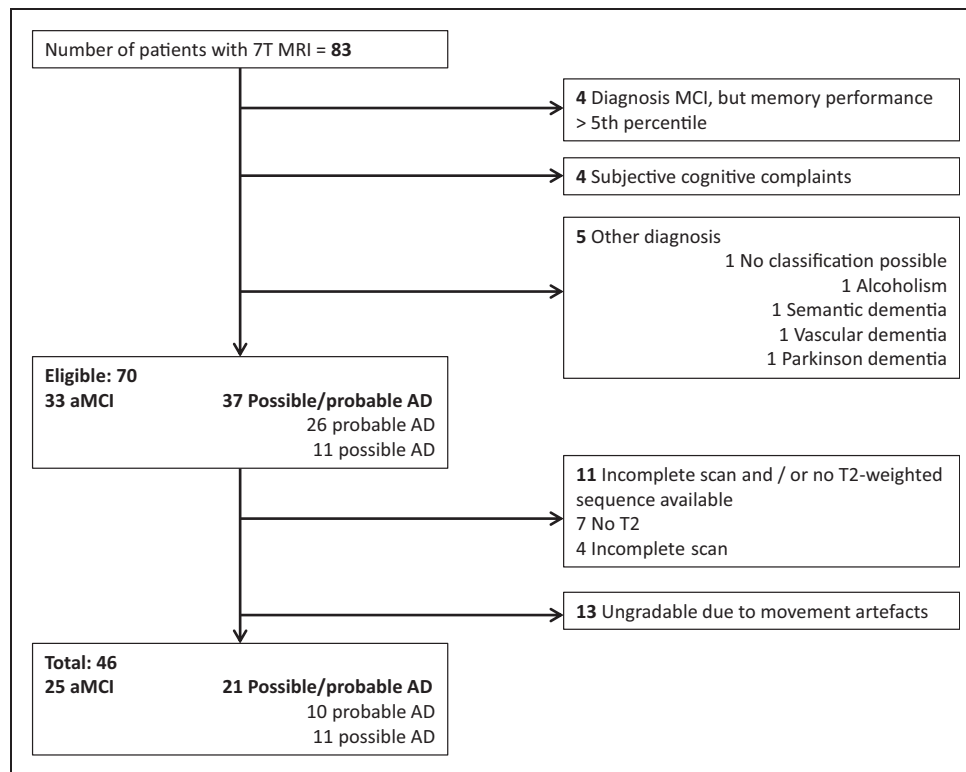 Number of patients with 7T MRI = 83
4 Diagnosis MCI, but memory performance
> 5th percentile
4 Subjective cognitive complaints
5 Other diagnosis
1 No classification possible
1 Alcoholism
1 Semantic dementia
1 Vascular dementia
1 Parkinson dementia
Eligible: 70
33 aMCI 37 Possible/probable AD
26 probable AD
11 possible AD
11 Incomplete scan and / or no T2-weighted
sequence available
7 No T2
4 Incomplete scan
13 Ungradable due to movement artefacts
Total: 46
25 aMCI 21 Possible/probable AD
10 probable AD
11 possible AD